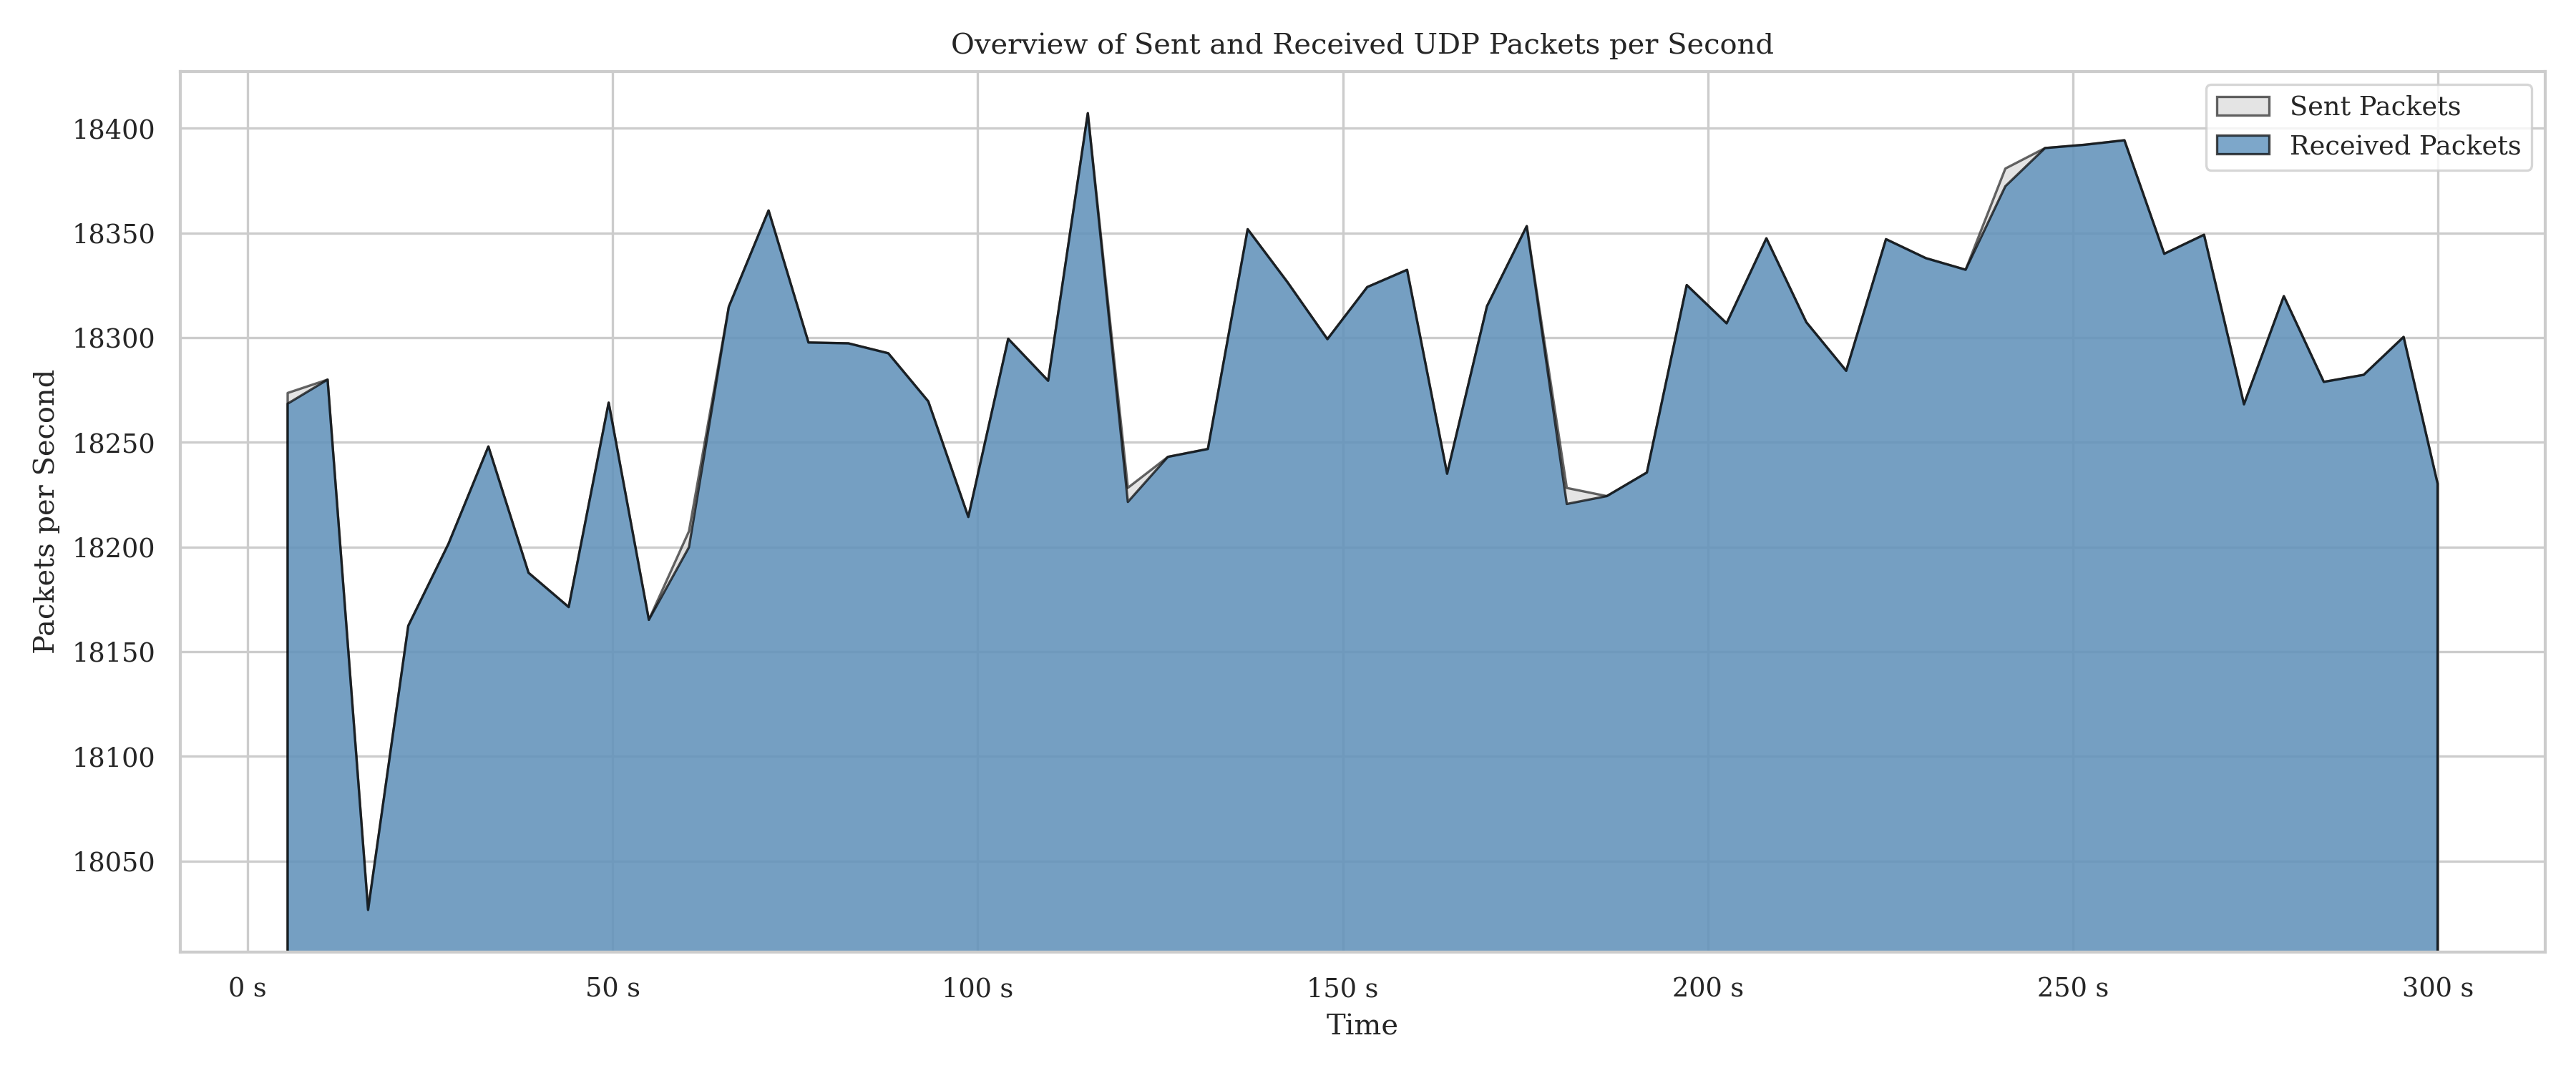 Overview of Sent and Received UDP Packets per Second
Sent Packets
Received Packets
Packets per Second
18400
18350
18300
18250
18200
18150
18100
18050
0 s 50 s 100 s 150 s 200 s 250 s 300 s
Time